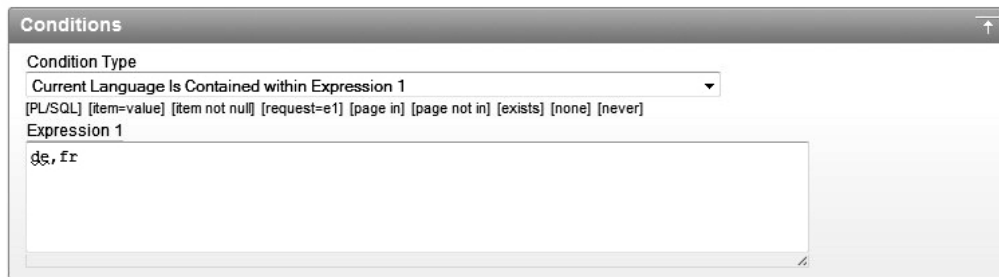 Conditions
Condition Type
Current Language Is Contained within Expression 1
[PL/SQL] [item=value] [item not null] [request=e1] [page in] [page not in] [exists] [none] [never]
Expression 1
de,fr